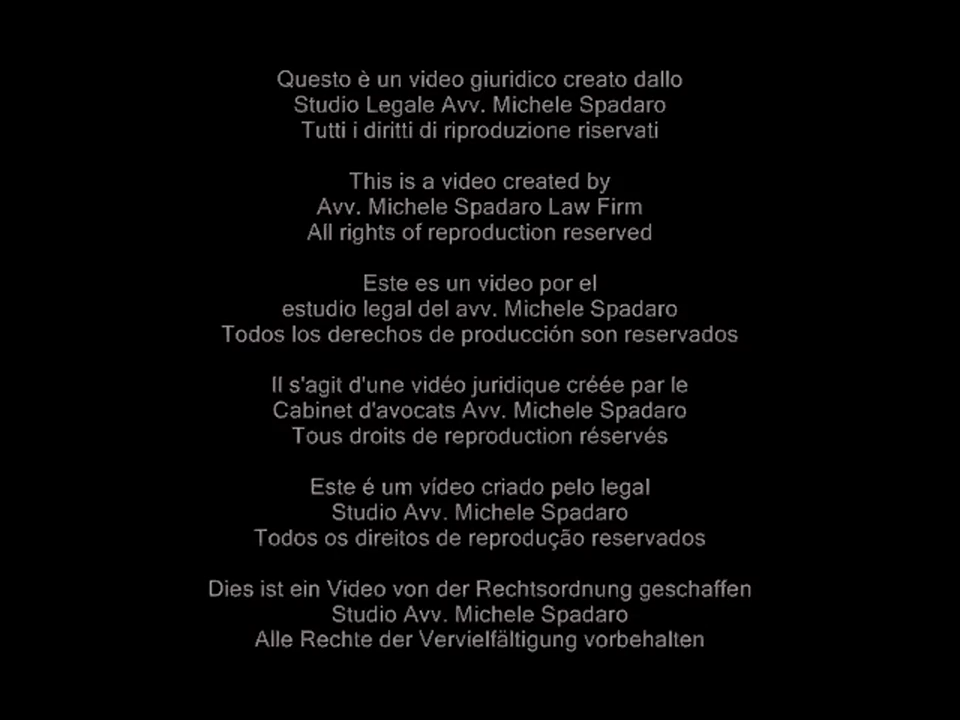 Questo è un video giuridico creato dallo
Studio Legale Avv. Michele Spadaro
Tutti i diritti di riproduzione riservati
This is a video created by
Avv. Michele Spadaro Law Firm
All rights of reproduction reserved
Este es un video por el
estudio legal del avv. Michele Spadaro
Todos los derechos de producción son reservados
Il s'agit d'une vidéo juridique créée par le
Cabinet d'avocats Avv. Michele Spadaro
Tous droits de reproduction réservés
Este é um vídeo criado pelo legal
Studio Avv. Michele Spadaro
Todos os direitos de reprodução reservados
Dies ist ein Video von der Rechtsordnung geschaffen
Studio Avv. Michele Spadaro
Alle Rechte der Vervielfältigung vorbehalten